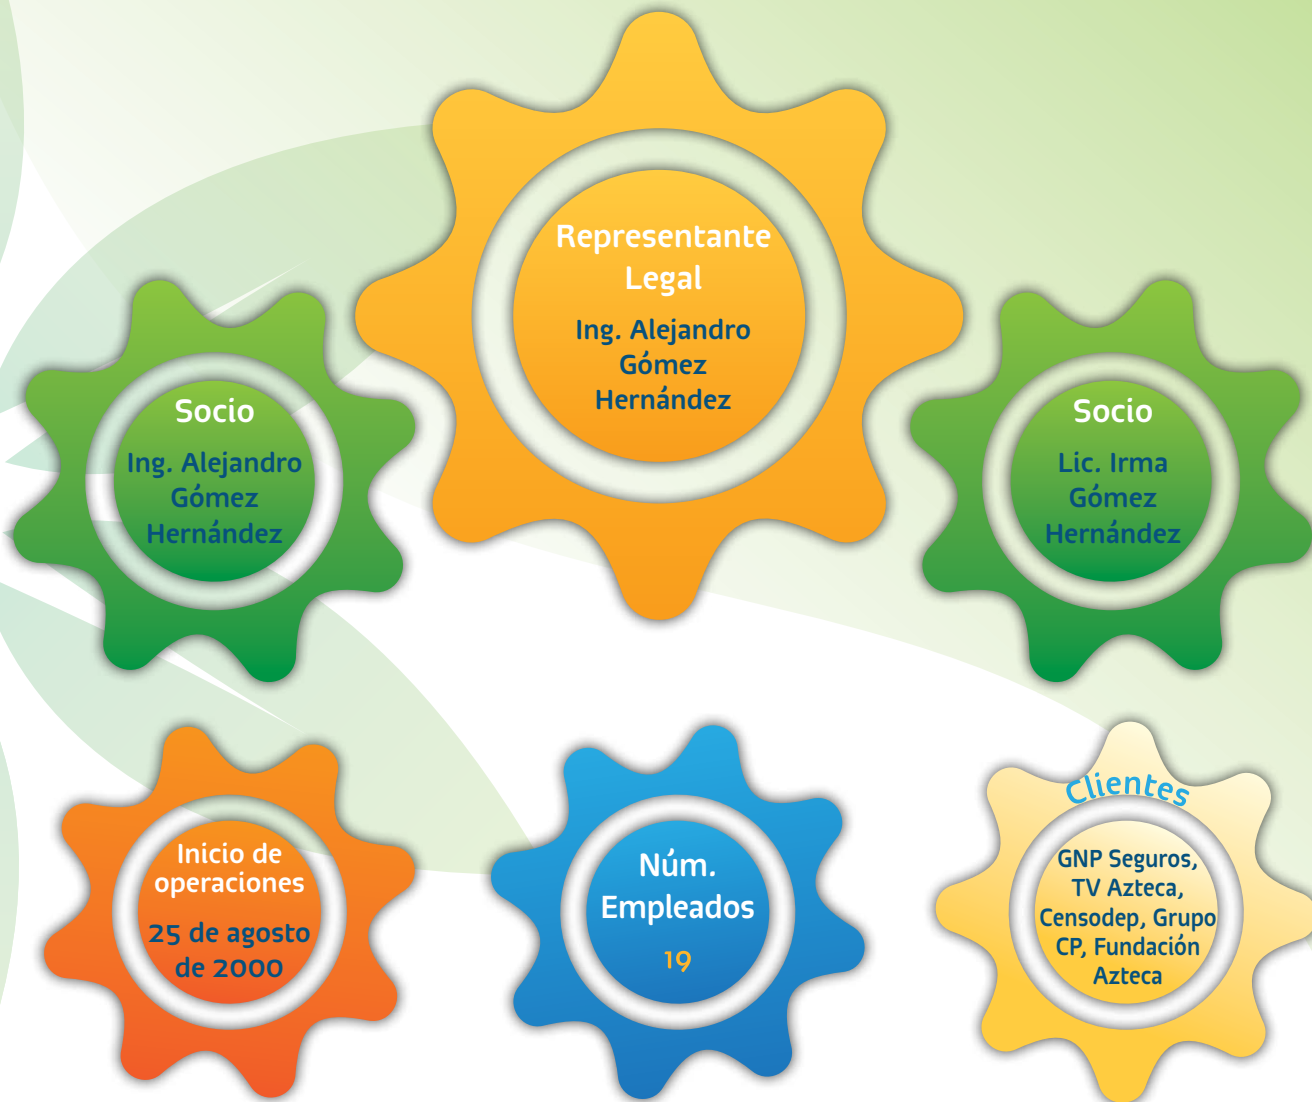 Representante
Legal
Ing. Alejandro
Gómez
Hernández
Socio
Ing. Alejandro
Gómez
Hernández
Socio
Lic. Irma
Gómez
Hernández
Inicio de
operaciones
25 de agosto
de 2000
Núm.
Empleados
19
Clientes
GNP Seguros,
TV Azteca,
Censodep, Grupo
CP, Fundación
Azteca